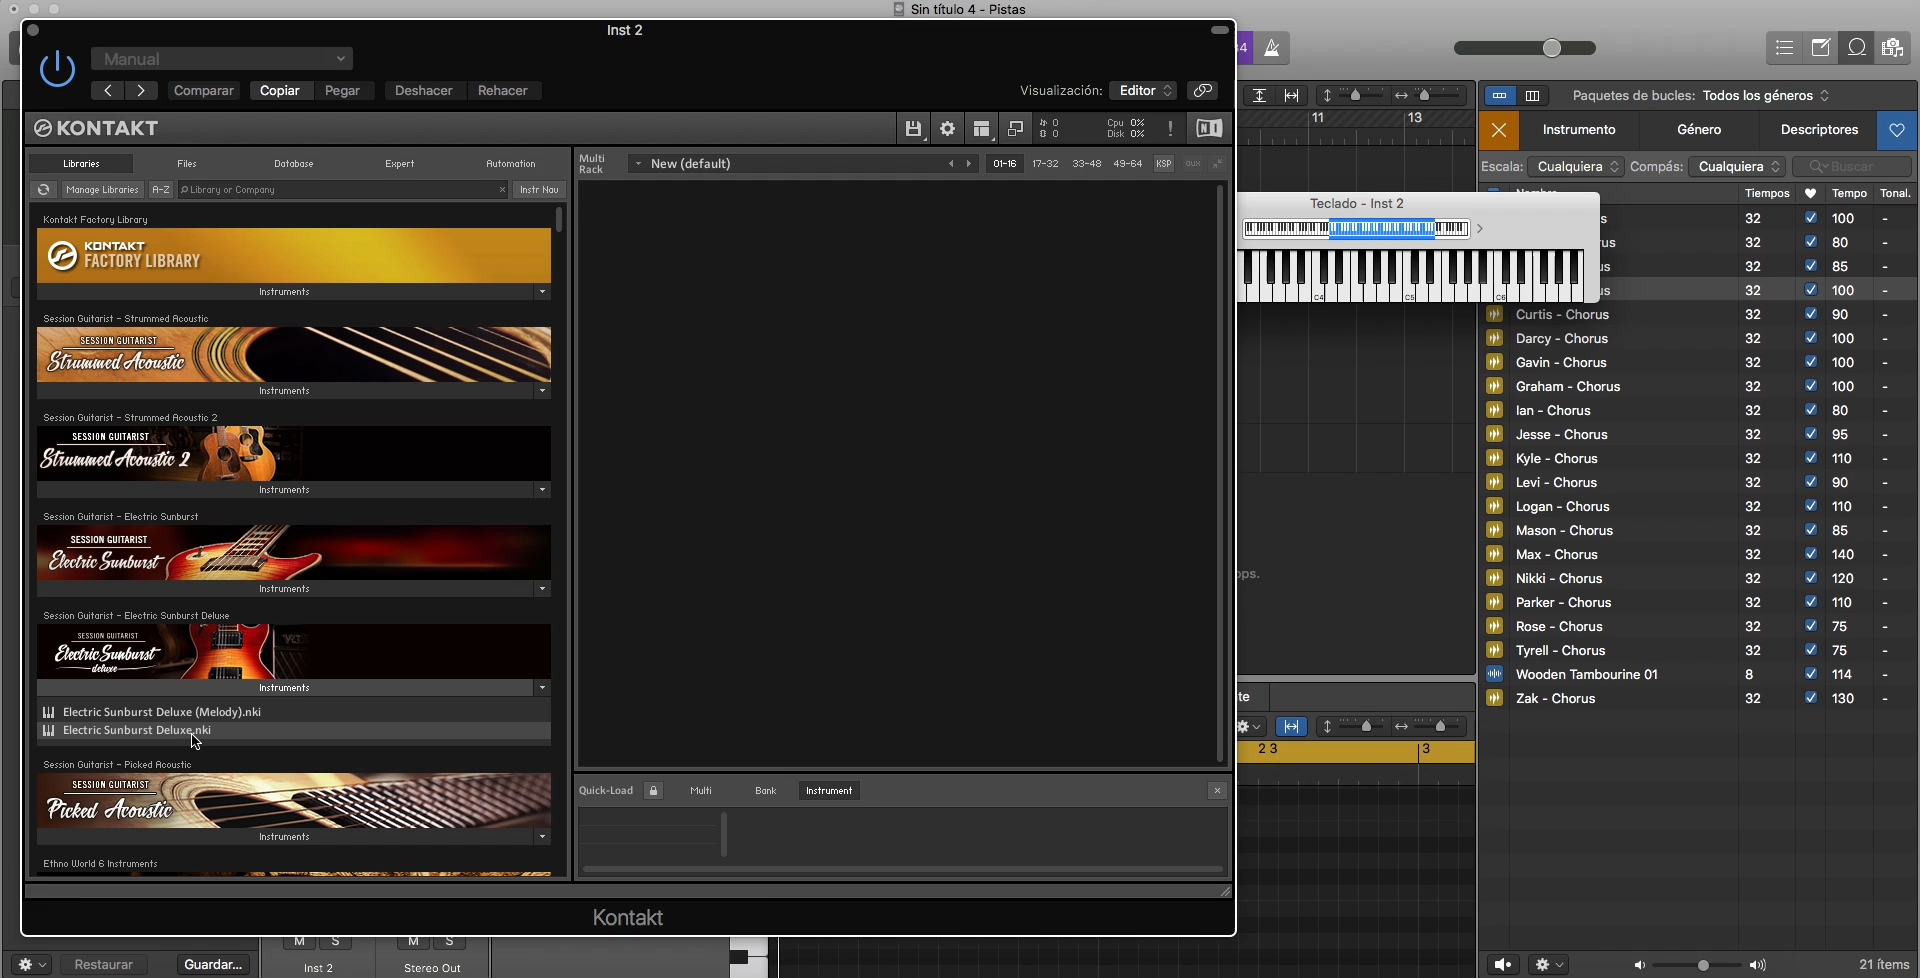 Sin título 4 - Pistas
Inst 2
Manual
Comparar
Copiar
Pegar
Deshacer
Rehacer
Visualización:
Editor
KONTAKT
0
0
Cpu 0%
Disk 0%
!
NI
Libraries
Files
Database
Expert
Automation
Manage Libraries
A-Z
Library or Company
Instr Nav
Kontakt Factory Library
KONTAKT
FACTORY LIBRARY
Instruments
Session Guitarist - Strummed Acoustic
SESSION GUITARIST
Strummed Acoustic
Instruments
Session Guitarist - Strummed Acoustic 2
SESSION GUITARIST
Strummed Acoustic 2
Instruments
Session Guitarist - Electric Sunburst
SESSION GUITARIST
Electric Sunburst
Instruments
Session Guitarist - Electric Sunburst Deluxe
SESSION GUITARIST
Electric Sunburst
deluxe
Instruments
Electric Sunburst Deluxe (Melody).nki
Electric Sunburst Deluxe.nki
Session Guitarist - Picked Acoustic
SESSION GUITARIST
Picked Acoustic
Instruments
Ethno World 6 Instruments
Multi
Rack
New (default)
01-16
17-32
33-48
49-64
KSP
aux
Quick-Load
Multi
Bank
Instrument
Kontakt
Restaurar
Guardar...
M S
Inst 2
M S
Stereo Out
11
13
Teclado - Inst 2
C4
C5
C6
ops.
te
2 3
3
Paquetes de bucles: Todos los géneros
Instrumento
Género
Descriptores
Escala: Cualquiera
Compás: Cualquiera
Buscar
Tiempos
Tempo
Tonal.
s 32 100 -
us 32 80 -
us 32 85 -
us 32 100 -
Curtis - Chorus 32 90 -
Darcy - Chorus 32 100 -
Gavin - Chorus 32 100 -
Graham - Chorus 32 100 -
Ian - Chorus 32 80 -
Jesse - Chorus 32 95 -
Kyle - Chorus 32 110 -
Levi - Chorus 32 90 -
Logan - Chorus 32 110 -
Mason - Chorus 32 85 -
Max - Chorus 32 140 -
Nikki - Chorus 32 120 -
Parker - Chorus 32 110 -
Rose - Chorus 32 75 -
Tyrell - Chorus 32 75 -
Wooden Tambourine 01 8 114 -
Zak - Chorus 32 130 -
21 ítems